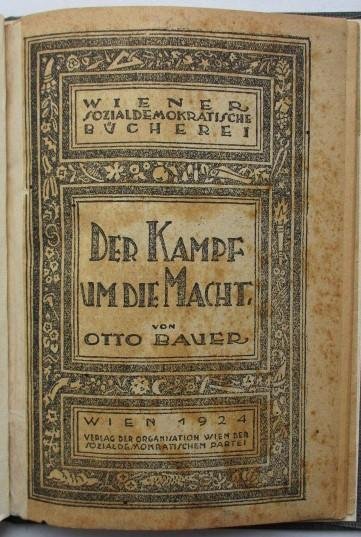 WIENER
SOZIALDEMOKRATISCHE
BÜCHEREI
DER KAMPF
UM DIE MACHT.
VON
OTTO BAUER
WIEN 1924
VERLAG DER ORGANISATION WIEN DER
SOZIALDEMOKRATISCHEN PARTEI